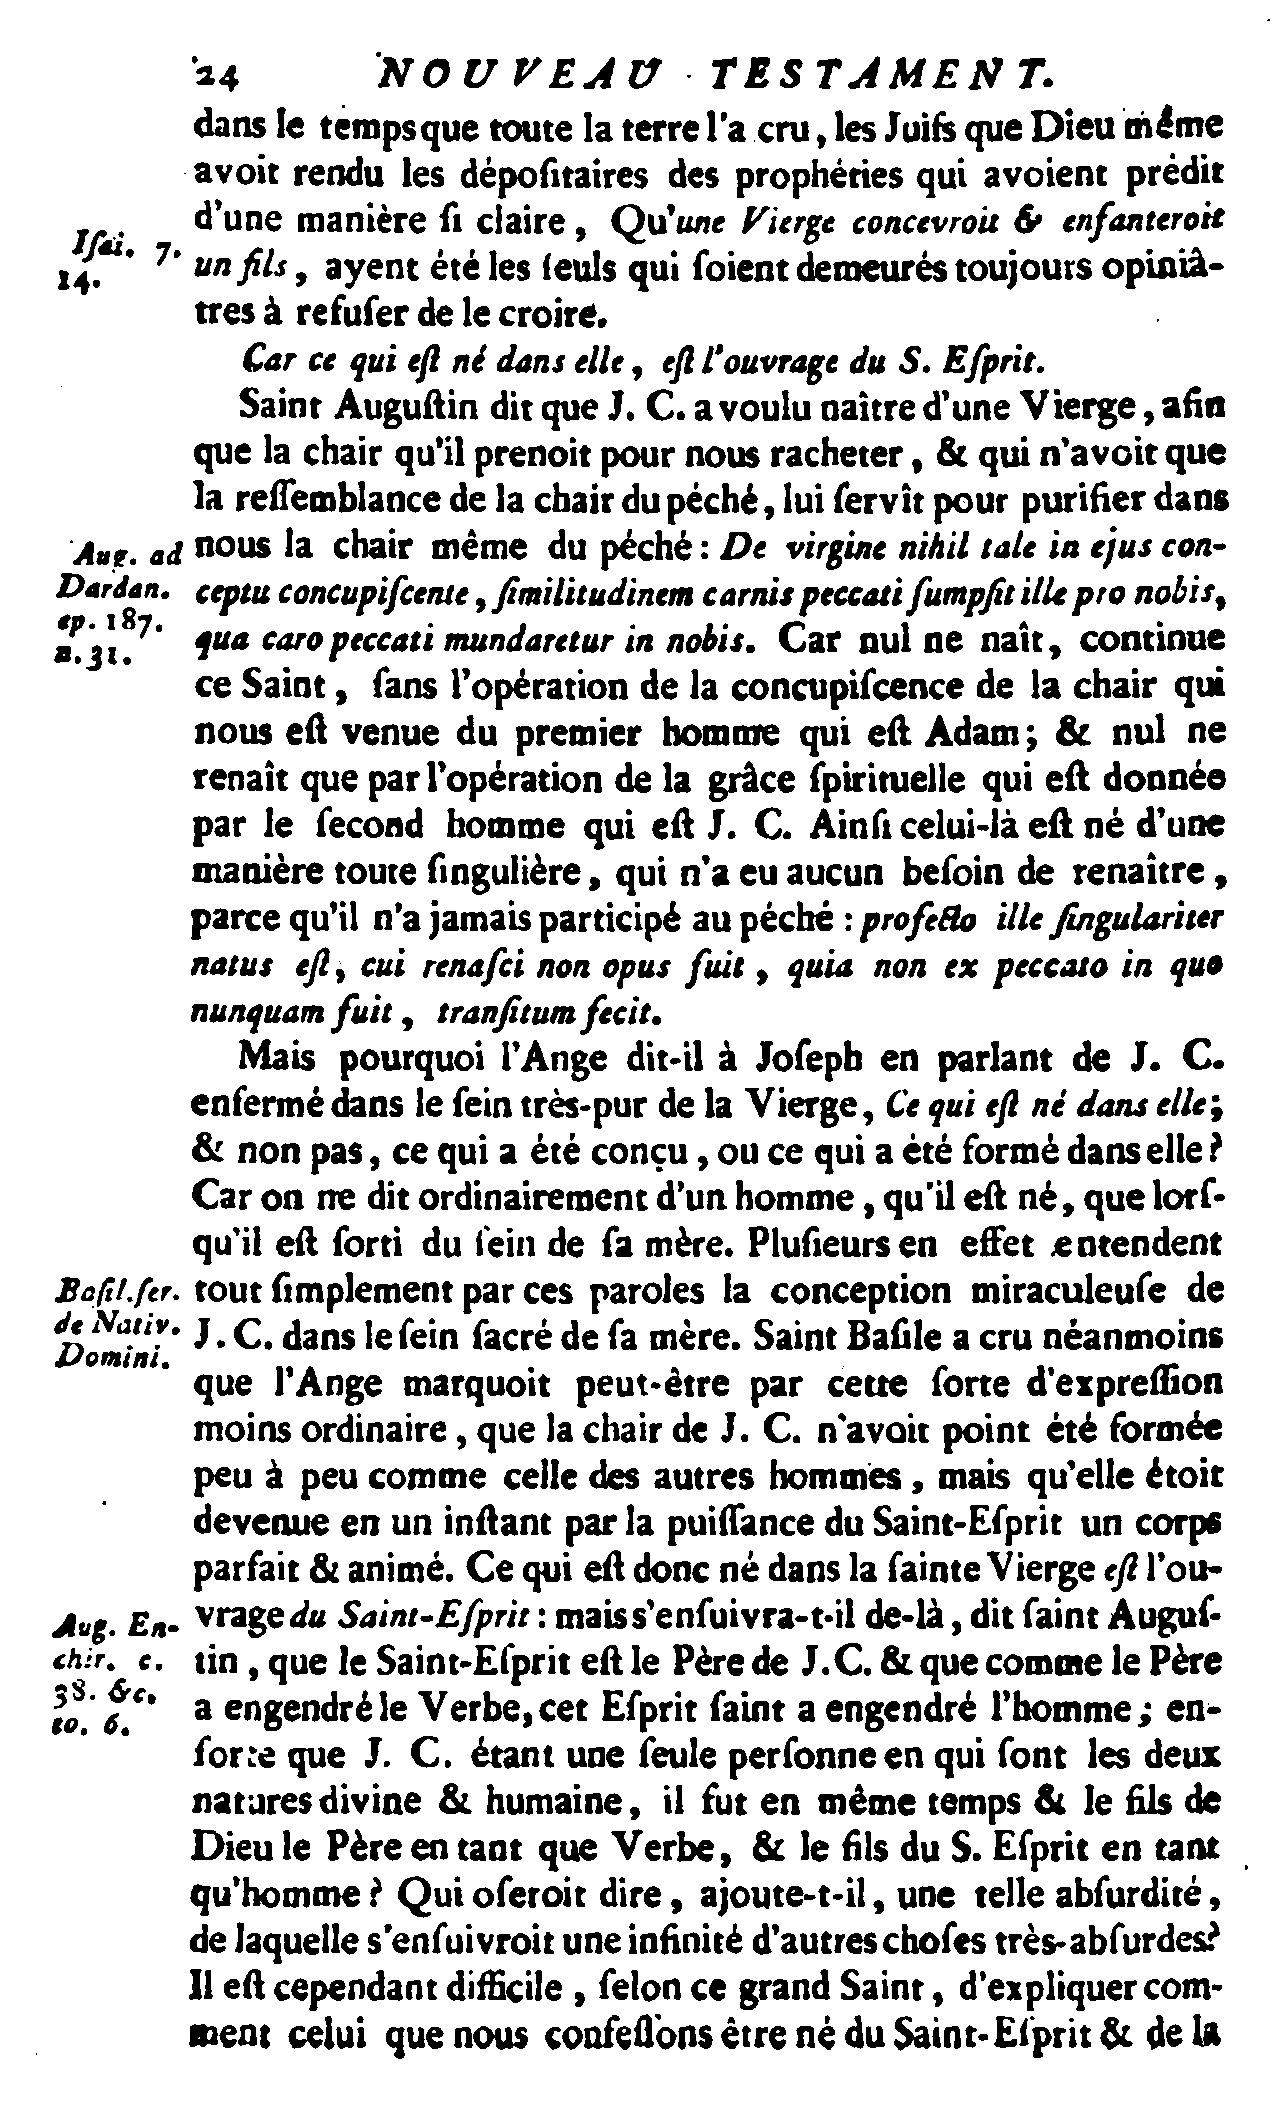 24 NOUVEAU TESTAMENT.
dans le temps que toute la terre l'a cru, les Juifs que Dieu même
avoit rendu les dépoſitaires des prophéties qui avoient prédit
d'une manière ſi claire, Qu'une Vierge concevroit & enfanteroit
Iſai. 7.
14.
un fils, ayent été les ſeuls qui ſoient demeurés toujours opiniâ-
tres à refuſer de le croire.
Car ce qui eſt né dans elle, eſt l'ouvrage du S. Eſprit.
Saint Auguſtin dit que J. C. a voulu naître d'une Vierge, afin
que la chair qu'il prenoit pour nous racheter, & qui n'avoit que
la reſſemblance de la chair du péché, lui ſervît pour purifier dans
nous la chair même du péché : De virgine nihil tale in ejus con-
Aug. ad
Dardan.
ep. 187.
n. 31.
ceptu concupiſcente, ſimilitudinem carnis peccati ſumpſit ille pro nobis,
qua caro peccati mundaretur in nobis. Car nul ne naît, continue
ce Saint, ſans l'opération de la concupiſcence de la chair qui
nous eſt venue du premier homme qui eſt Adam; & nul ne
renaît que par l'opération de la grâce ſpirituelle qui eſt donnée
par le ſecond homme qui eſt J. C. Ainſi celui-là eſt né d'une
manière toute ſingulière, qui n'a eu aucun beſoin de renaître,
parce qu'il n'a jamais participé au péché : profecto ille ſingulariter
natus eſt, cui renaſci non opus fuit, quia non ex peccato in quo
nunquam fuit, tranſitum fecit.
Mais pourquoi l'Ange dit-il à Joſeph en parlant de J. C.
enfermé dans le ſein très-pur de la Vierge, Ce qui eſt né dans elle;
& non pas, ce qui a été conçu, ou ce qui a été formé dans elle?
Car on ne dit ordinairement d'un homme, qu'il eſt né, que lorſ-
qu'il eſt ſorti du ſein de ſa mère. Pluſieurs en effet entendent
tout ſimplement par ces paroles la conception miraculeuſe de
Baſil. ſer.
de Nativ.
Domini.
J. C. dans le ſein ſacré de ſa mère. Saint Baſile a cru néanmoins
que l'Ange marquoit peut-être par cette ſorte d'expreſſion
moins ordinaire, que la chair de J. C. n'avoit point été formée
peu à peu comme celle des autres hommes, mais qu'elle étoit
devenue en un inſtant par la puiſſance du Saint-Eſprit un corps
parfait & animé. Ce qui eſt donc né dans la ſainte Vierge eſt l'ou-
vrage du Saint-Eſprit : mais s'enſuivra-t-il de-là, dit ſaint Auguſ-
Aug. En-
chir. c.
38. &c.
to. 6.
tin, que le Saint-Eſprit eſt le Père de J. C. & que comme le Père
a engendré le Verbe, cet Eſprit ſaint a engendré l'homme; en-
ſorte que J. C. étant une ſeule perſonne en qui ſont les deux
natures divine & humaine, il fut en même temps & le fils de
Dieu le Père en tant que Verbe, & le fils du S. Eſprit en tant
qu'homme? Qui oſeroit dire, ajoute-t-il, une telle abſurdité,
de laquelle s'enſuivroit une infinité d'autres choſes très-abſurdes?
Il eſt cependant difficile, ſelon ce grand Saint, d'expliquer com-
ment celui que nous confeſſons être né du Saint-Eſprit & de la